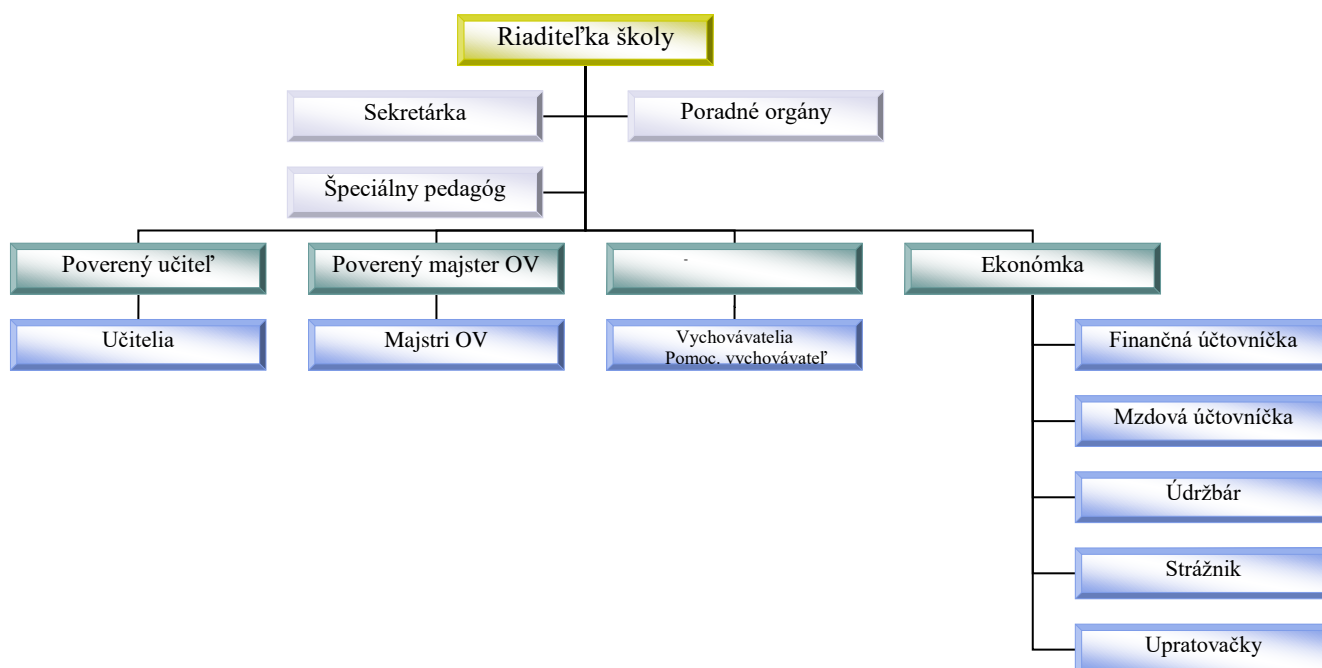 Riaditeľka školy
Sekretárka
Poradné orgány
Špeciálny pedagóg
Poverený učiteľ
Poverený majster OV
-
Ekonómka
Učitelia
Majstri OV
Vychovávatelia
Pomoc. vychovávateľ
Finančná účtovníčka
Mzdová účtovníčka
Údržbár
Strážnik
Upratovačky